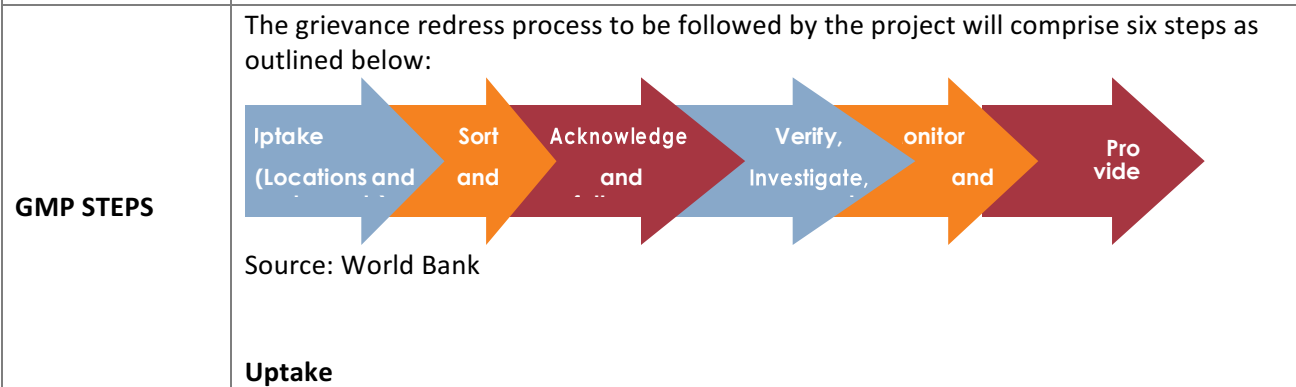 The grievance redress process to be followed by the project will comprise six steps as
outlined below:
Iptake
(Locations and
Sort
and
Acknowledge
and
Verify,
Investigate,
onitor
and
Pro
vide
GMP STEPS
Source: World Bank
Uptake